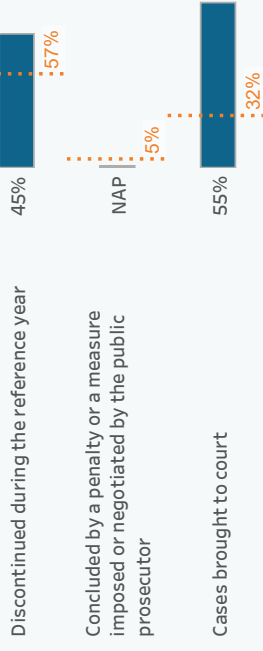 Discontinued during the reference year
45%
57%
Concluded by a penalty or a measure
imposed or negotiated by the public
prosecutor
NAP
5%
Cases brought to court
55%
32%